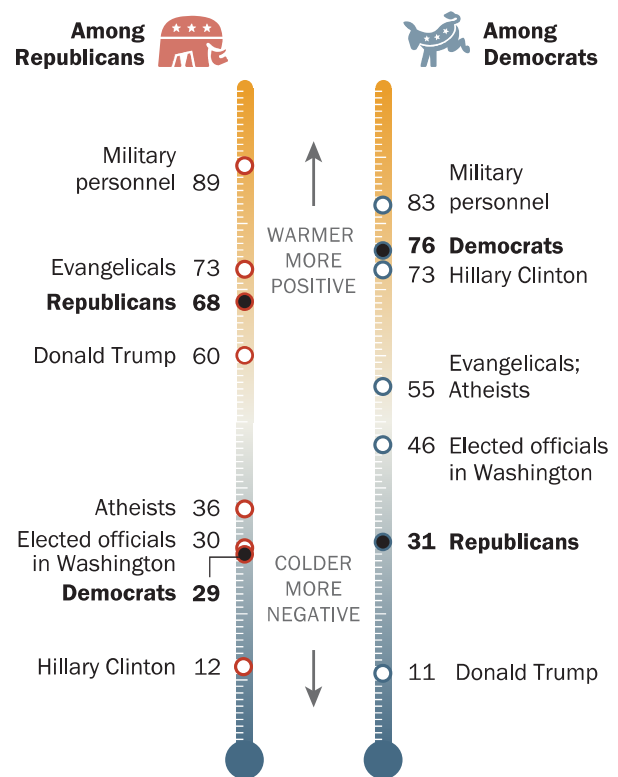 Among
Republicans
Among
Democrats
Military
personnel 89
Evangelicals 73
Republicans 68
Donald Trump 60
Atheists 36
Elected officials 30
in Washington
Democrats 29
Hillary Clinton 12
WARMER
MORE
POSITIVE
COLDER
MORE
NEGATIVE
Military
83 personnel
76 Democrats
73 Hillary Clinton
Evangelicals;
55 Atheists
46 Elected officials
in Washington
31 Republicans
11 Donald Trump